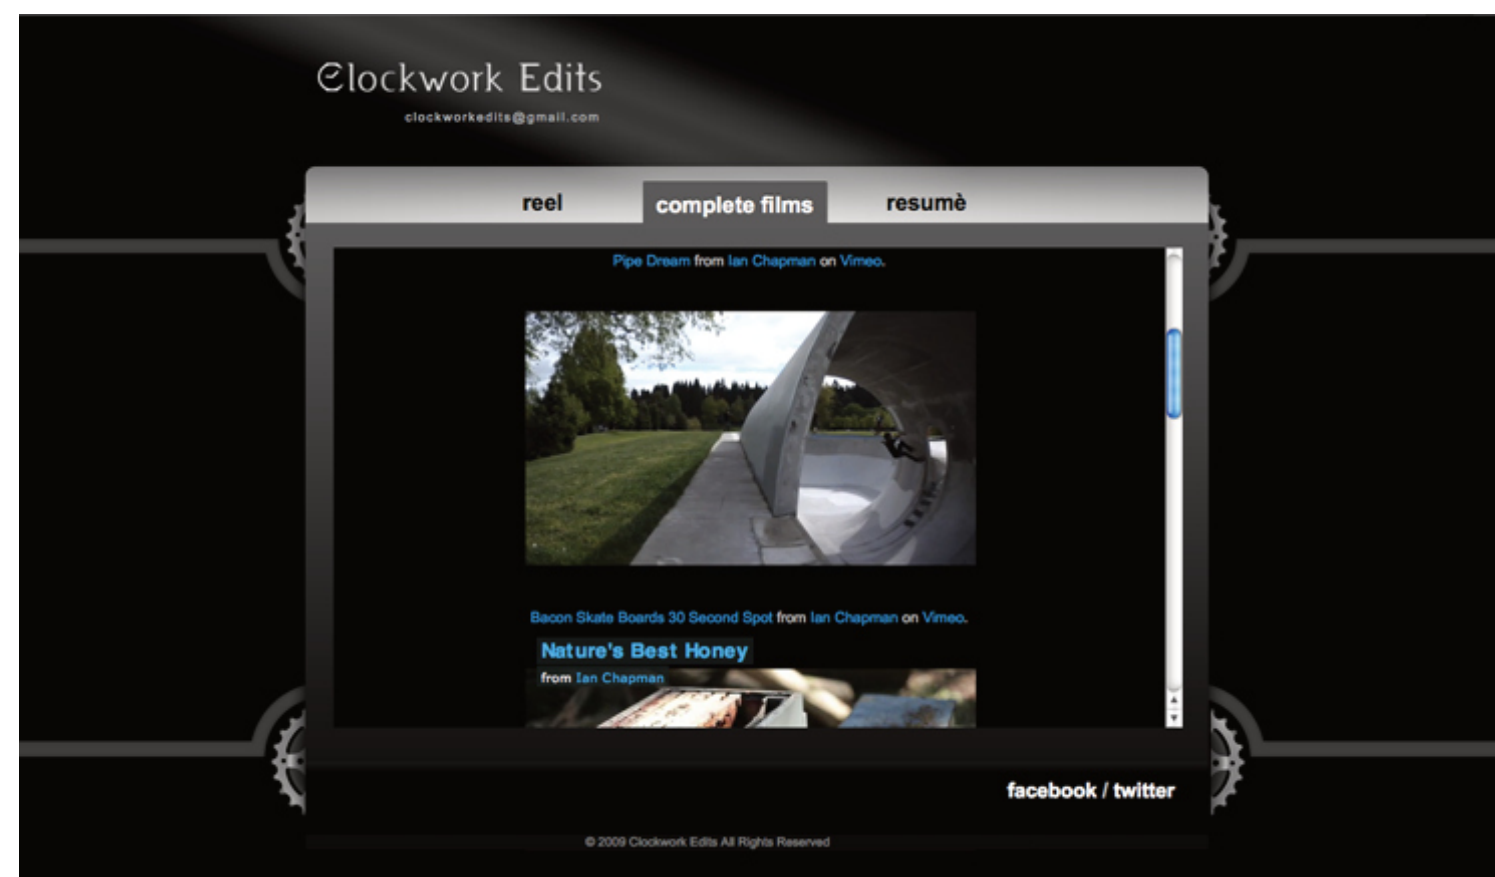 Clockwork Edits
clockworkedits@gmail.com
reel
complete films
resumè
Pipe Dream from Ian Chapman on Vimeo.
Bacon Skate Boards 30 Second Spot from Ian Chapman on Vimeo.
Nature's Best Honey
from Ian Chapman
facebook / twitter
© 2009 Clockwork Edits All Rights Reserved